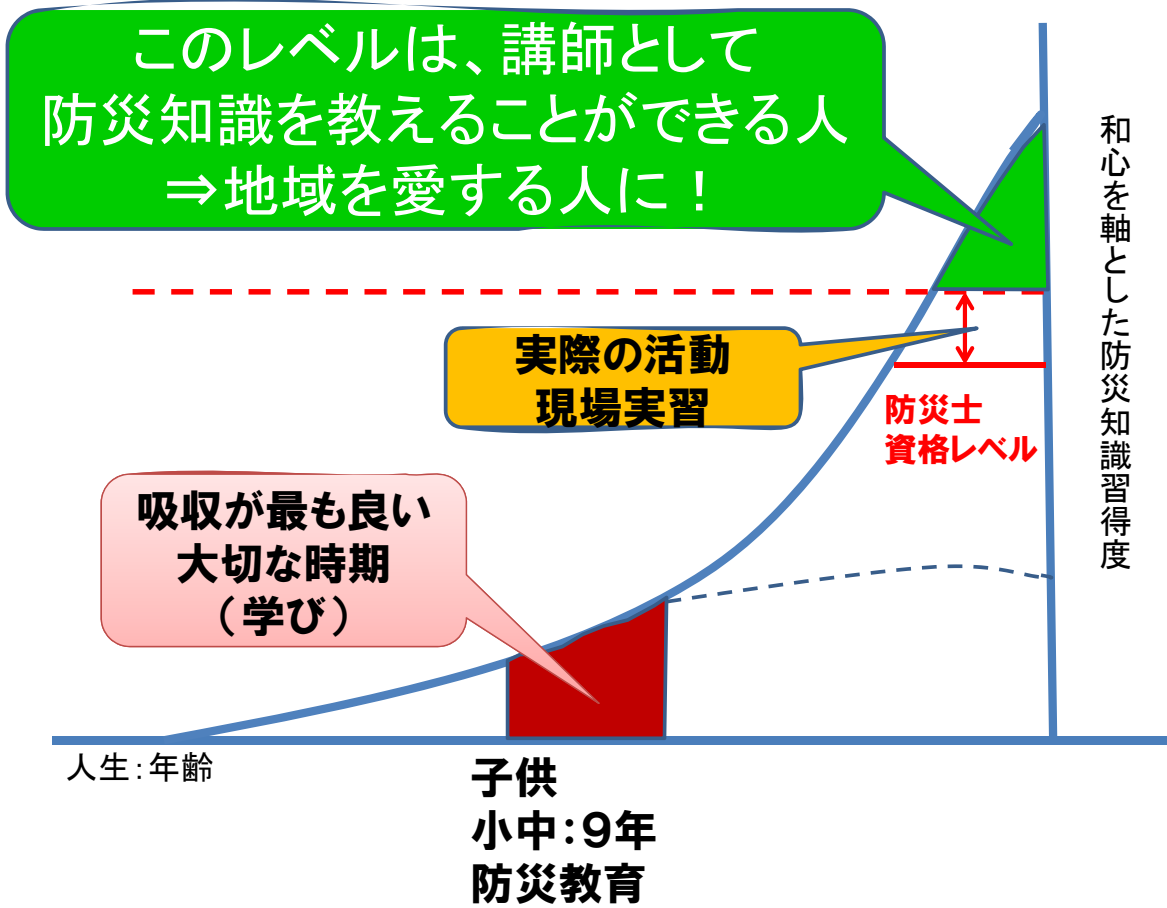 このレベルは、講師として
防災知識を教えることができる人
⇒地域を愛する人に！
和心を軸とした防災知識習得度
実際の活動
現場実習
防災士
資格レベル
吸収が最も良い
大切な時期
（学び）
人生：年齢
子供
小中：９年
防災教育